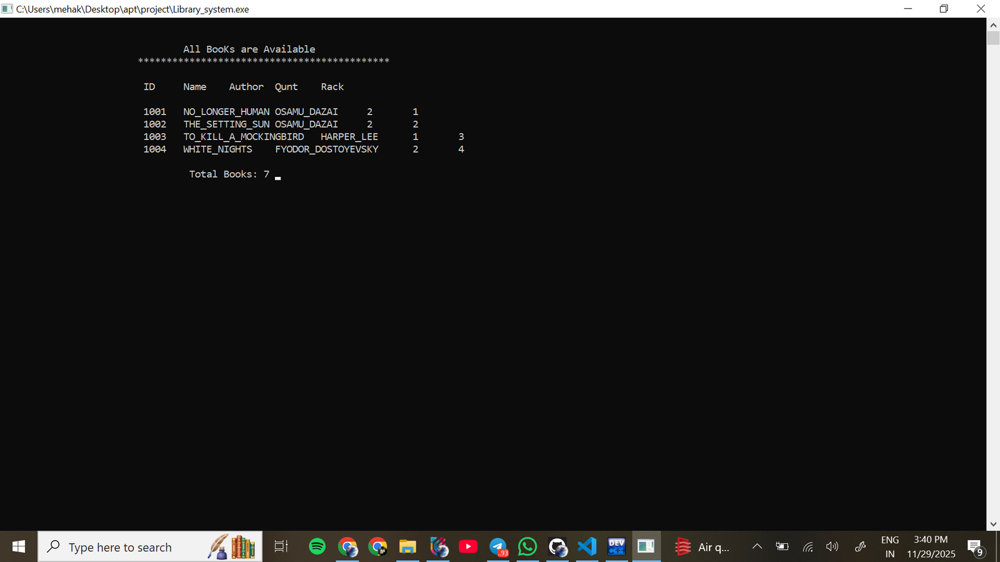 C:\Users\mehak\Desktop\apt\project\Library_system.exe
All BooKs are Available
********************************************
ID Name Author Qunt Rack
1001 NO_LONGER_HUMAN OSAMU_DAZAI 2 1
1002 THE_SETTING_SUN OSAMU_DAZAI 2 2
1003 TO_KILL_A_MOCKINGBIRD HARPER_LEE 1 3
1004 WHITE_NIGHTS FYODOR_DOSTOYEVSKY 2 4
Total Books: 7
Type here to search
.93
DEV
Air q...
ENG
IN
3:40 PM
11/29/2025
9